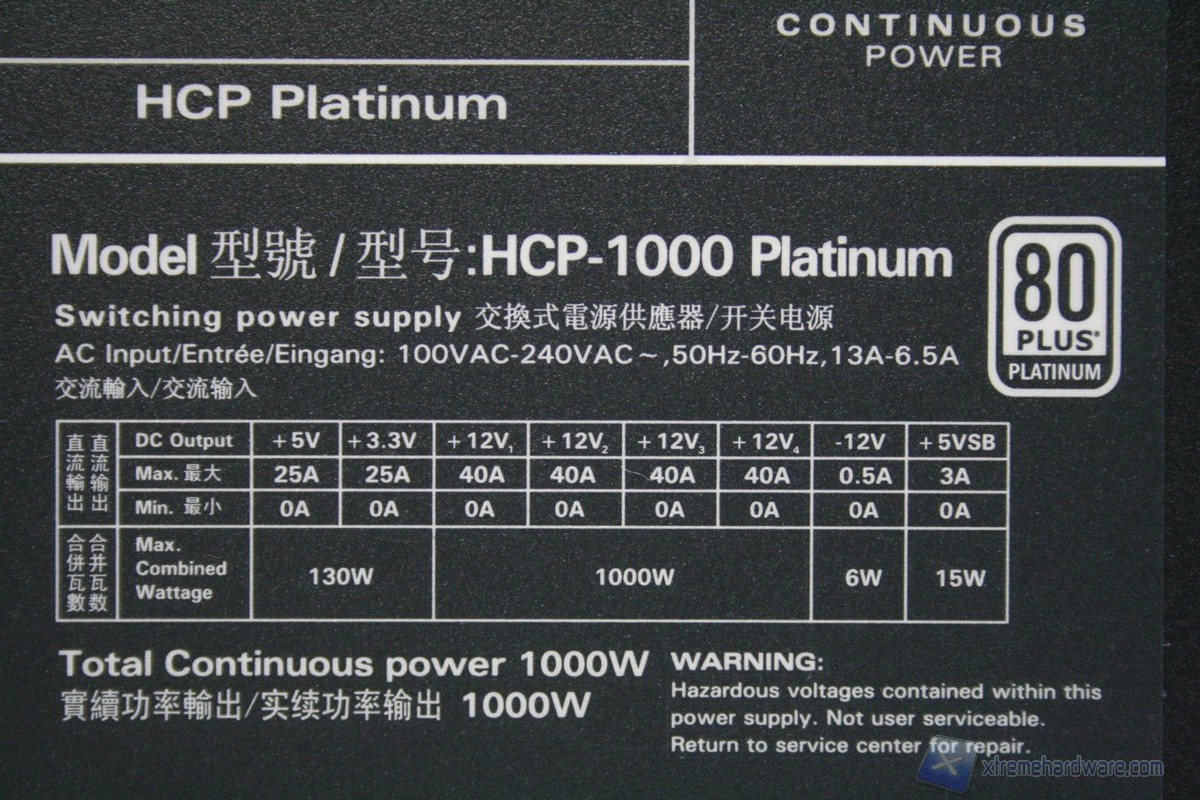 CONTINUOUS
POWER
HCP Platinum
Model 型號 / 型号:HCP-1000 Platinum
Switching power supply 交換式電源供應器/开关电源
AC Input/Entrée/Eingang: 100VAC-240VAC～,50Hz-60Hz,13A-6.5A
交流輸入/交流输入
80
PLUS®
PLATINUM
直流輸出 直流输出
DC Output +5V +3.3V +12V₁ +12V₂ +12V₃ +12V₄ -12V +5VSB
Max. 最大 25A 25A 40A 40A 40A 40A 0.5A 3A
Min. 最小 0A 0A 0A 0A 0A 0A 0A 0A
合併瓦數 合并瓦数
Max.
Combined
Wattage
130W 1000W 6W 15W
Total Continuous power 1000W
實續功率輸出/实续功率输出 1000W
WARNING:
Hazardous voltages contained within this
power supply. Not user serviceable.
Return to service center for repair.
xtremehardware.com